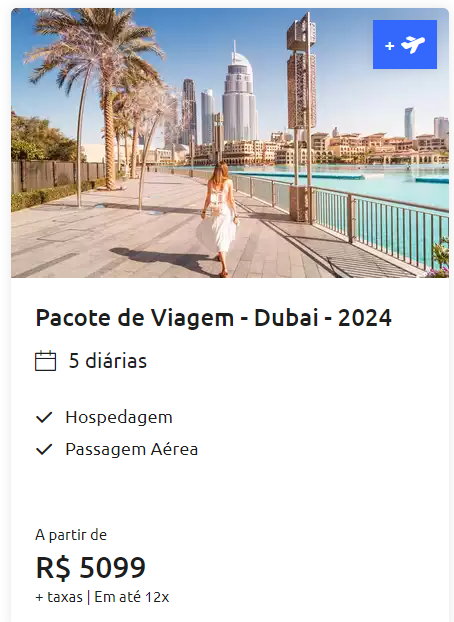 +
Pacote de Viagem - Dubai - 2024
5 diárias
Hospedagem
Passagem Aérea
A partir de
R$ 5099
+ taxas | Em até 12x